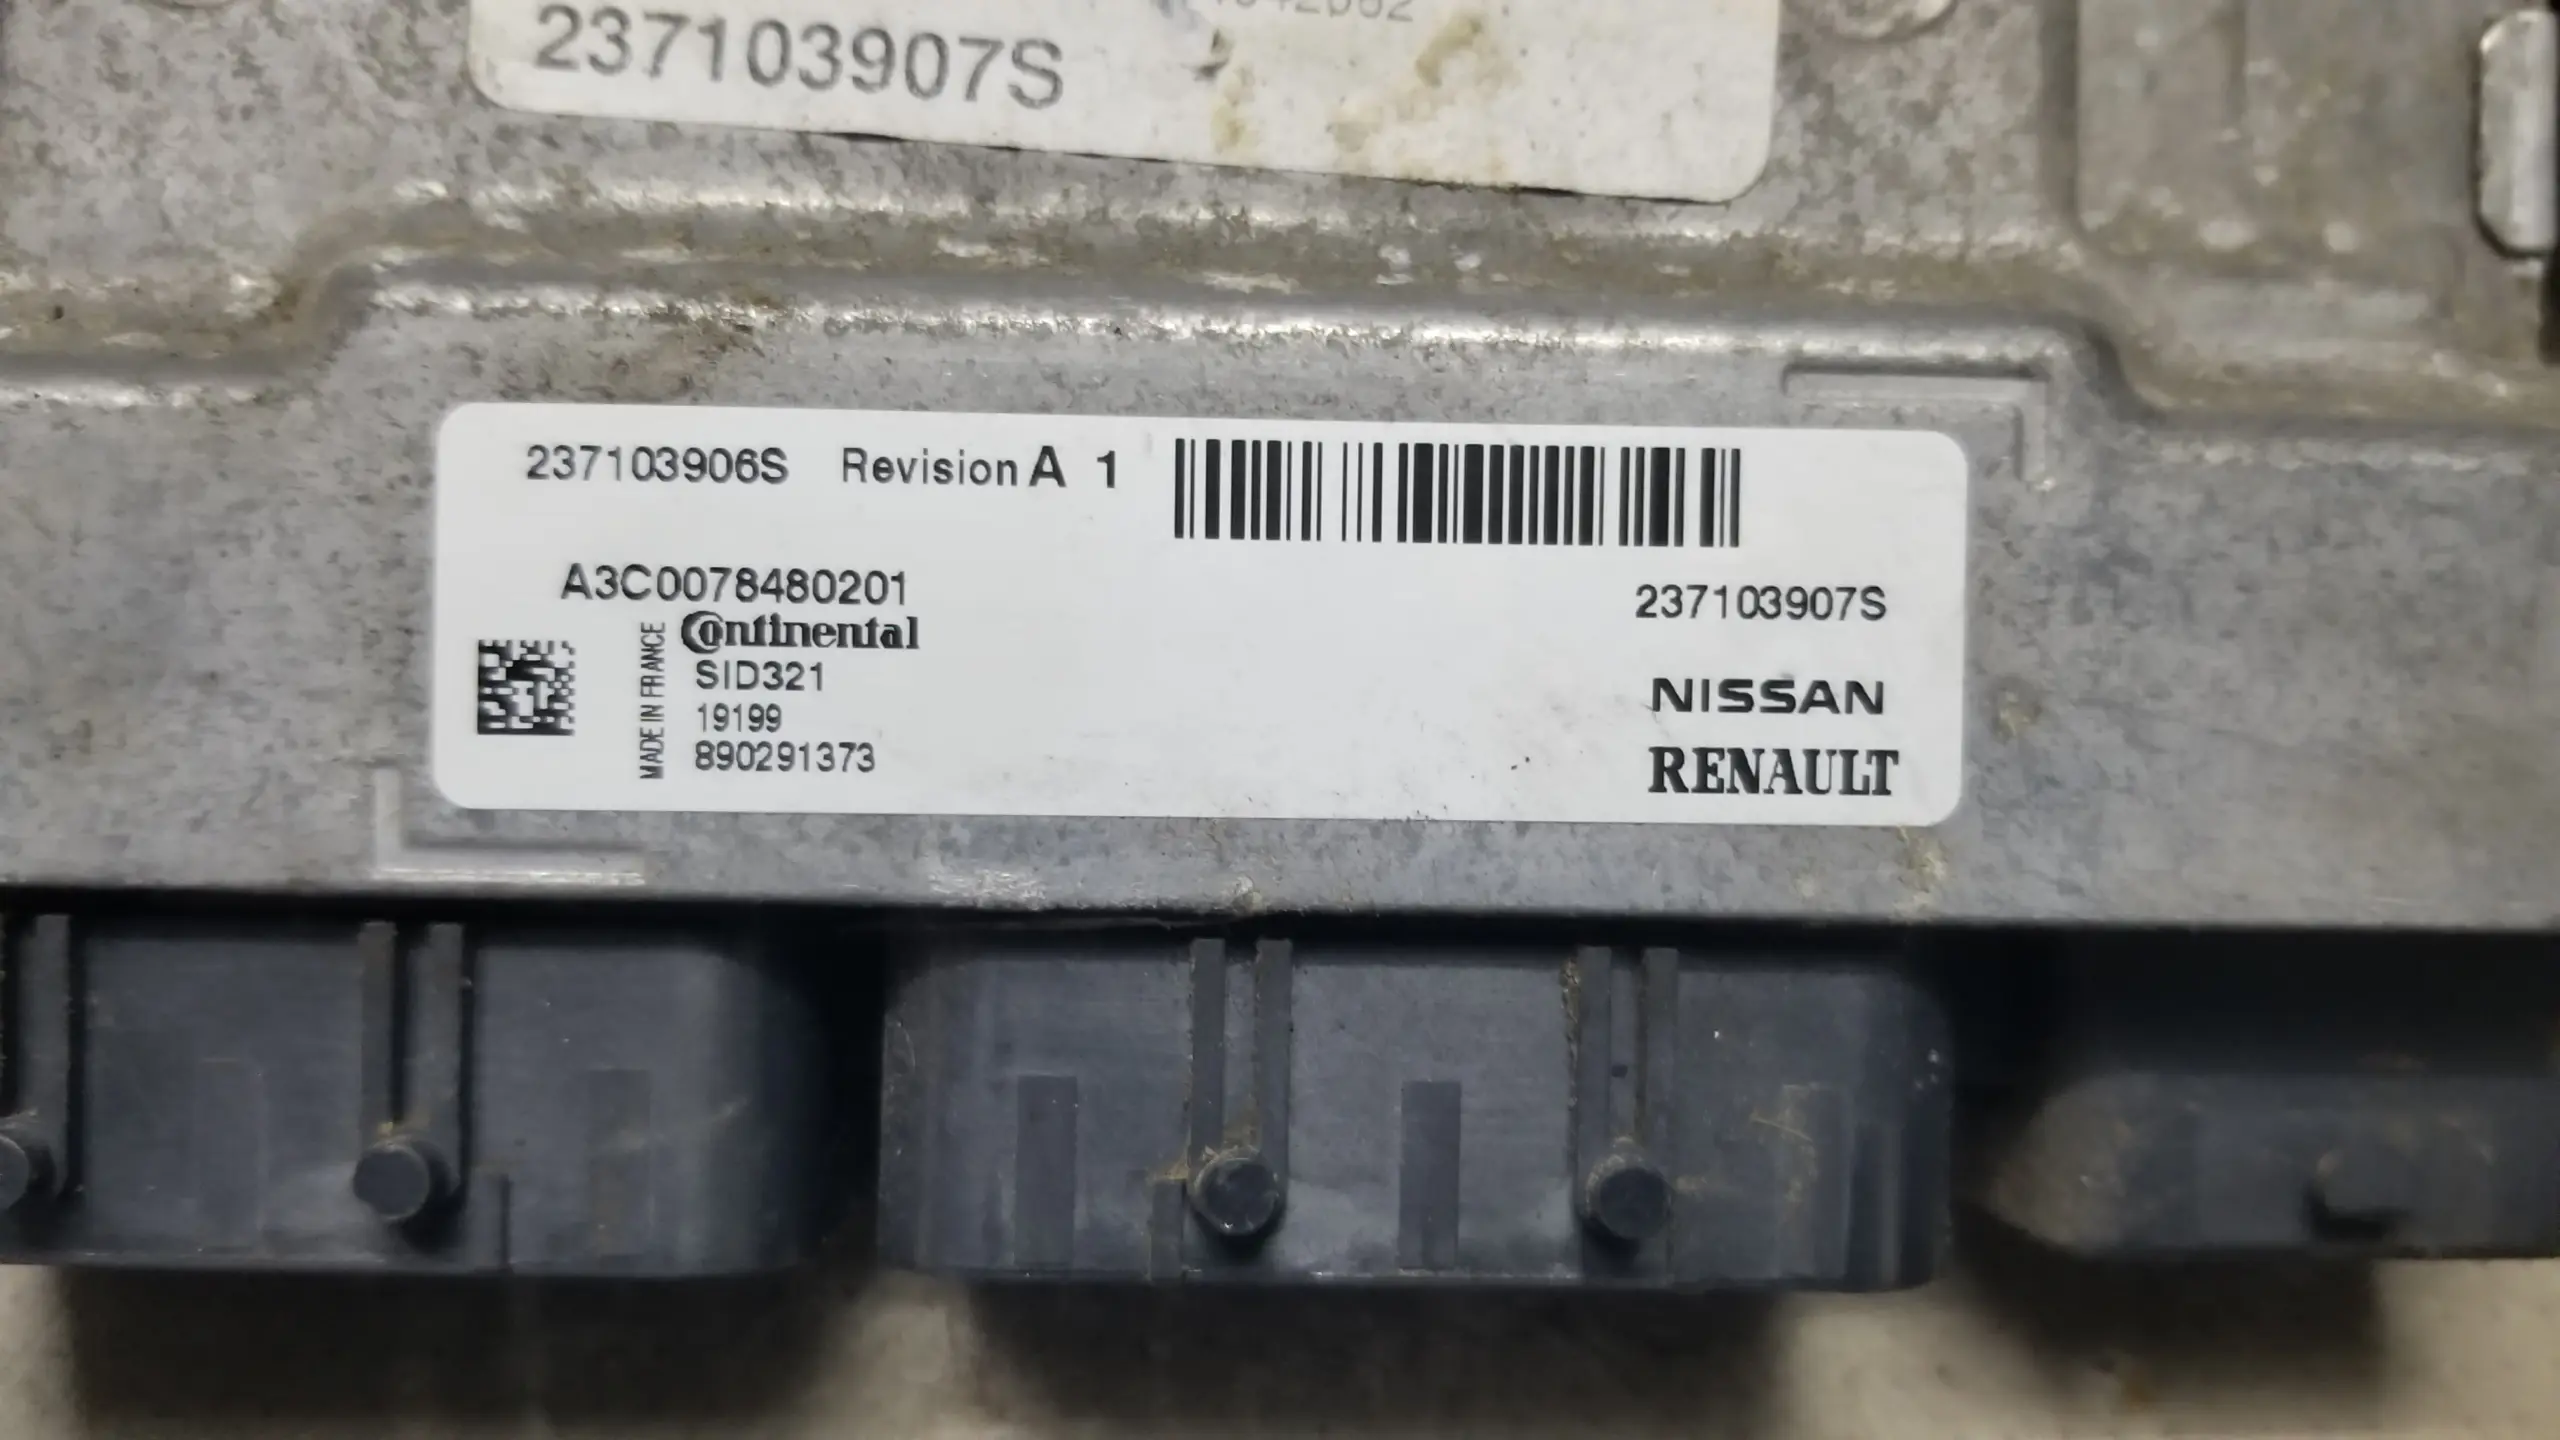 237103907S
237103906S Revision A 1
A3C0078480201
Continental
237103907S
SID321
19199
890291373
MADE IN FRANCE
NISSAN
RENAULT